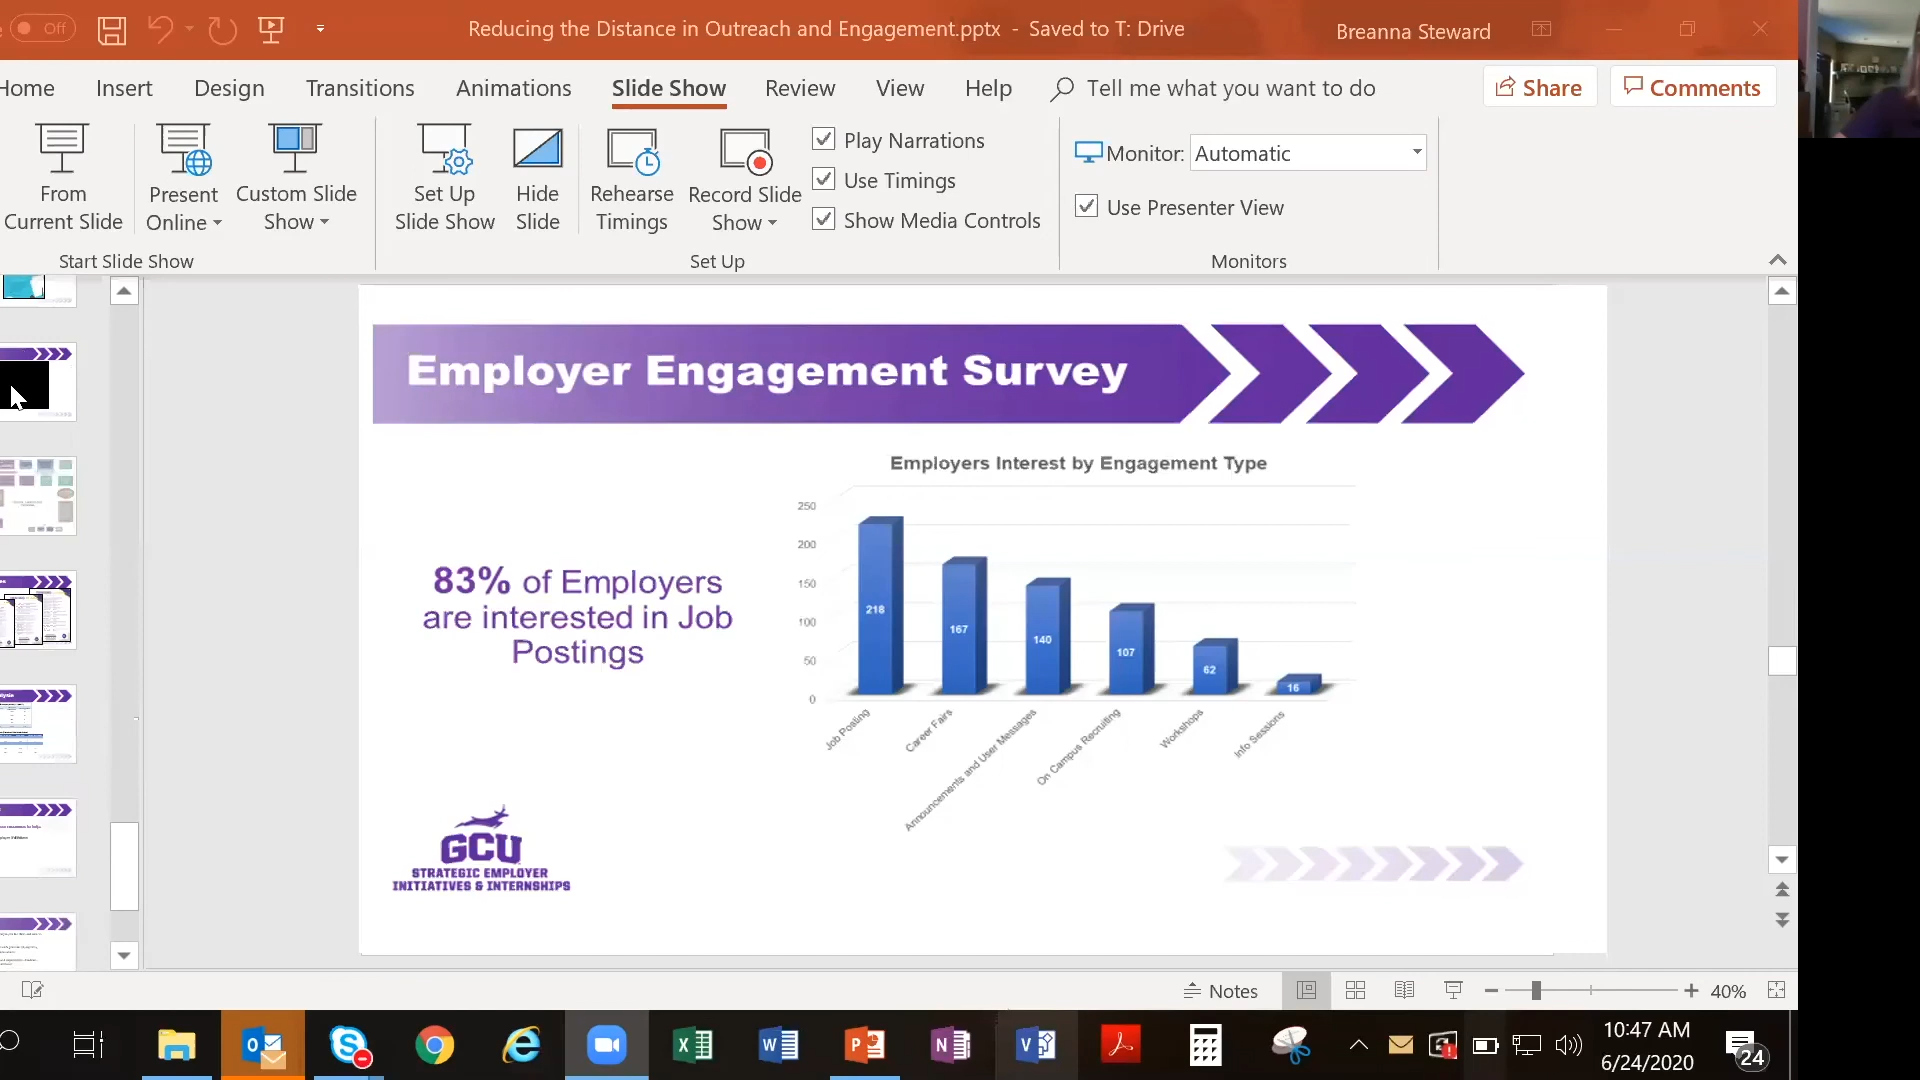 Off
Reducing the Distance in Outreach and Engagement.pptx - Saved to T: Drive
Breanna Steward
Home
Insert
Design
Transitions
Animations
Slide Show
Review
View
Help
Tell me what you want to do
Share
Comments
From
Current Slide
Present
Online
Custom Slide
Show
Set Up
Slide Show
Hide
Slide
Rehearse
Timings
Record Slide
Show
Play Narrations
Use Timings
Show Media Controls
Monitor:
Automatic
Use Presenter View
Start Slide Show
Set Up
Monitors
Employer Engagement Survey
83% of Employers
are interested in Job
Postings
Employers Interest by Engagement Type
250
200
150
100
50
0
218
167
140
107
62
16
Job Posting
Career Fairs
Announcements and User Messages
On Campus Recruiting
Workshops
Info Sessions
GCU
STRATEGIC EMPLOYER
INITIATIVES & INTERNSHIPS
Notes
40%
10:47 AM
6/24/2020
24